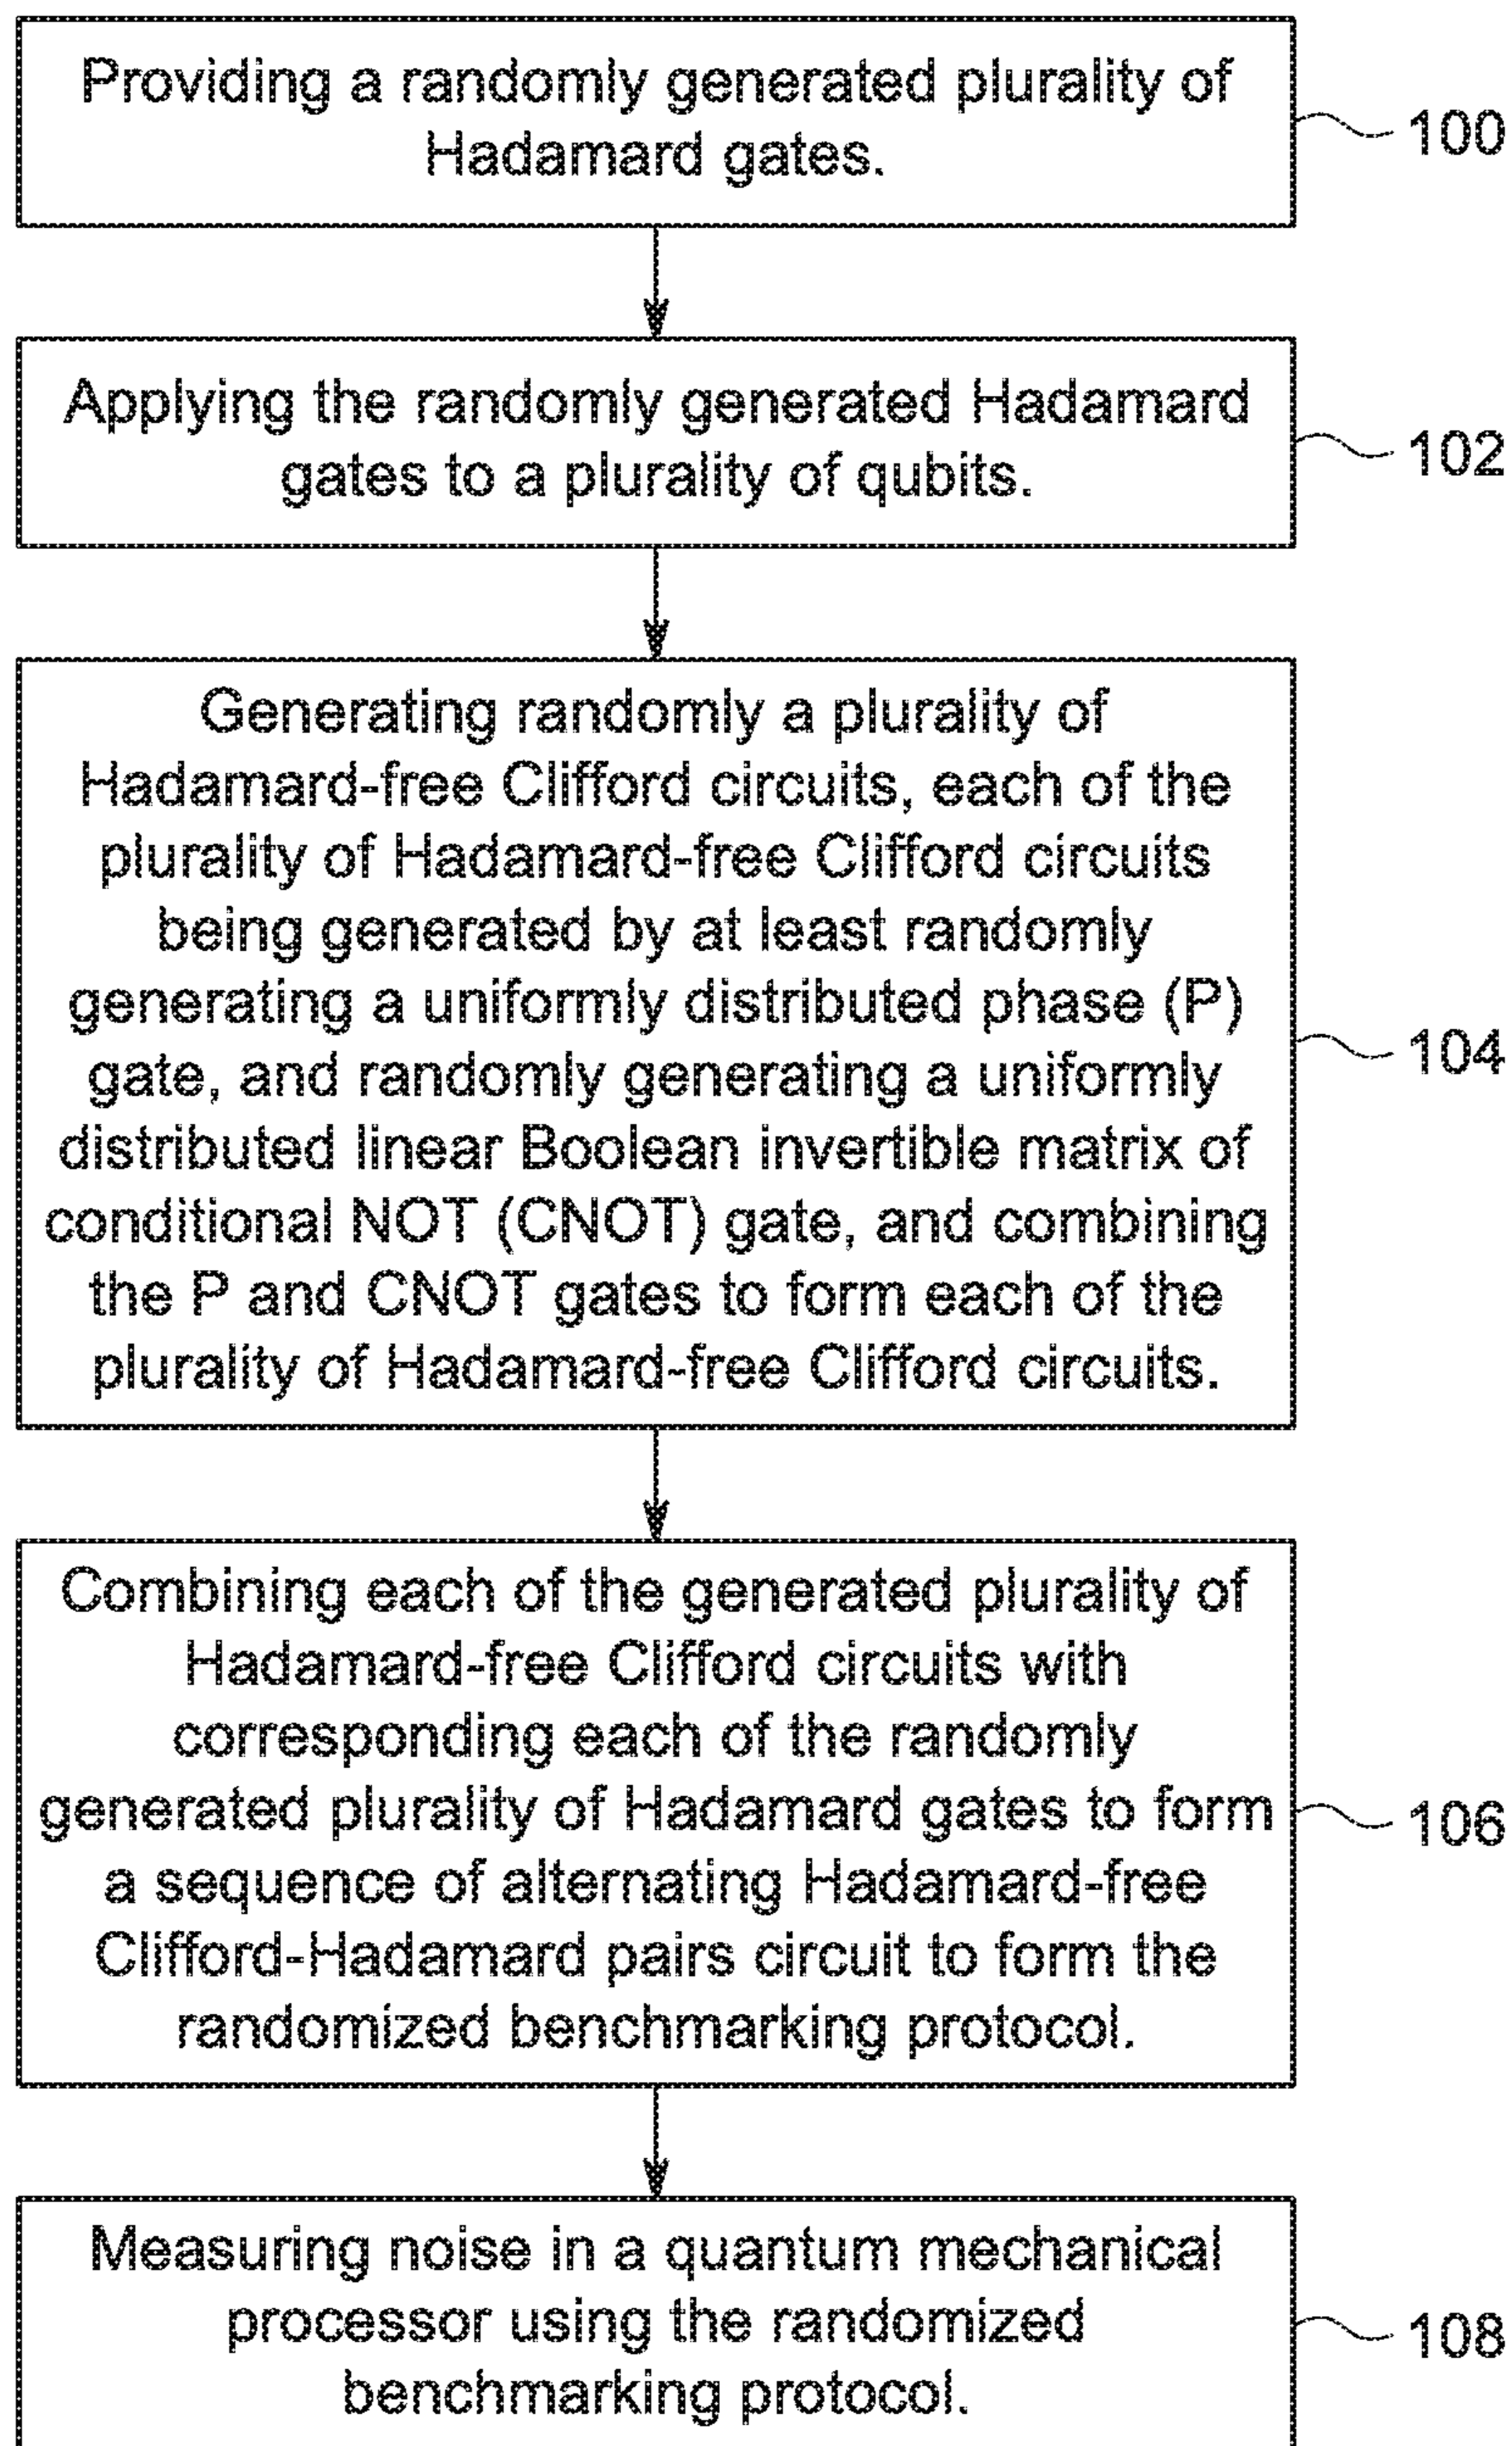 Providing a randomly generated plurality of
Hadamard gates.
100
Applying the randomly generated Hadamard
gates to a plurality of qubits.
102
Generating randomly a plurality of
Hadamard-free Clifford circuits, each of the
plurality of Hadamard-free Clifford circuits
being generated by at least randomly
generating a uniformly distributed phase (P)
gate, and randomly generating a uniformly
distributed linear Boolean invertible matrix of
conditional NOT (CNOT) gate, and combining
the P and CNOT gates to form each of the
plurality of Hadamard-free Clifford circuits.
104
Combining each of the generated plurality of
Hadamard-free Clifford circuits with
corresponding each of the randomly
generated plurality of Hadamard gates to form
a sequence of alternating Hadamard-free
Clifford-Hadamard pairs circuit to form the
randomized benchmarking protocol.
106
Measuring noise in a quantum mechanical
processor using the randomized
benchmarking protocol.
108